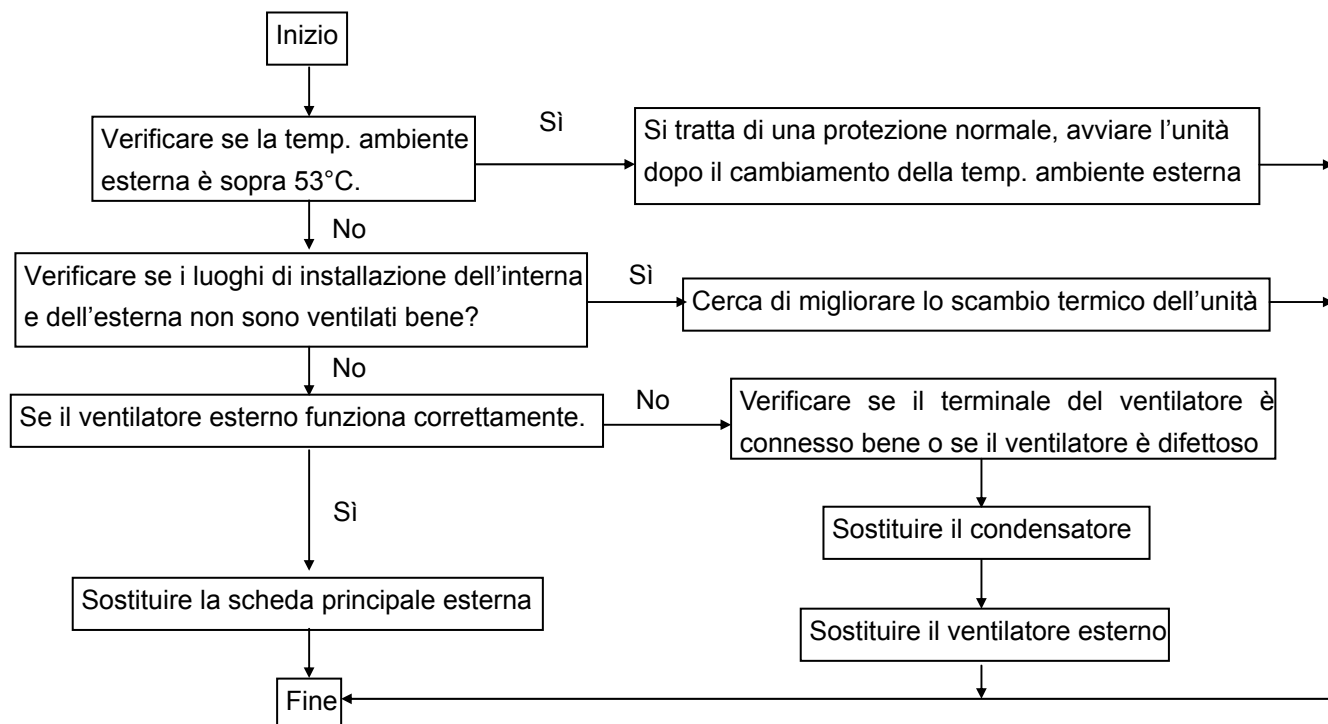 Inizio
Verificare se la temp. ambiente
esterna è sopra 53°C.
Sì
Si tratta di una protezione normale, avviare l’unità
dopo il cambiamento della temp. ambiente esterna
No
Verificare se i luoghi di installazione dell’interna
e dell’esterna non sono ventilati bene?
Sì
Cerca di migliorare lo scambio termico dell’unità
No
Se il ventilatore esterno funziona correttamente.
No
Verificare se il terminale del ventilatore è
connesso bene o se il ventilatore è difettoso
Sì
Sostituire il condensatore
Sostituire la scheda principale esterna
Sostituire il ventilatore esterno
Fine